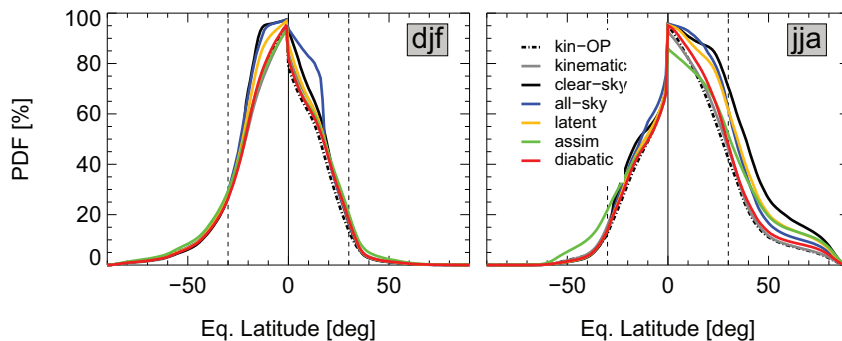 djf
jja
PDF [%]
100
80
60
40
20
0
kin−OP
kinematic
clear−sky
all−sky
latent
assim
diabatic
−50
0
50
−50
0
50
Eq. Latitude [deg]
Eq. Latitude [deg]